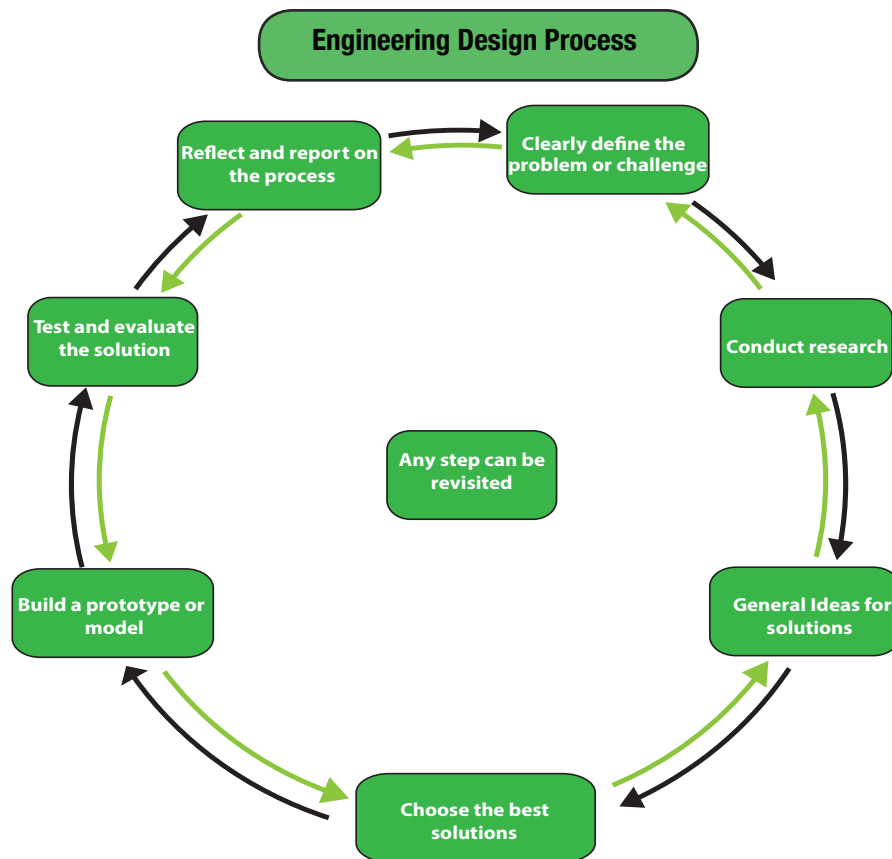 Engineering Design Process
Clearly define the
problem or challenge
Conduct research
General Ideas for
solutions
Choose the best
solutions
Build a prototype or
model
Test and evaluate
the solution
Reflect and report on
the process
Any step can be
revisited